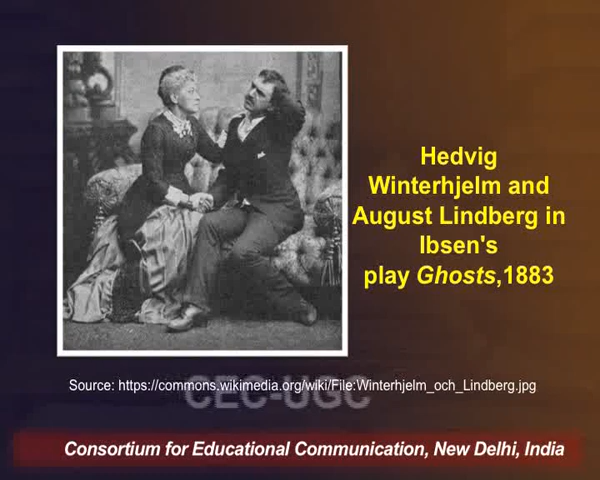 Hedvig
Winterhjelm and
August Lindberg in
Ibsen's
play Ghosts,1883
Source: https://commons.wikimedia.org/wiki/File:Winterhjelm_och_Lindberg.jpg
CEC-UGC
Consortium for Educational Communication, New Delhi, India